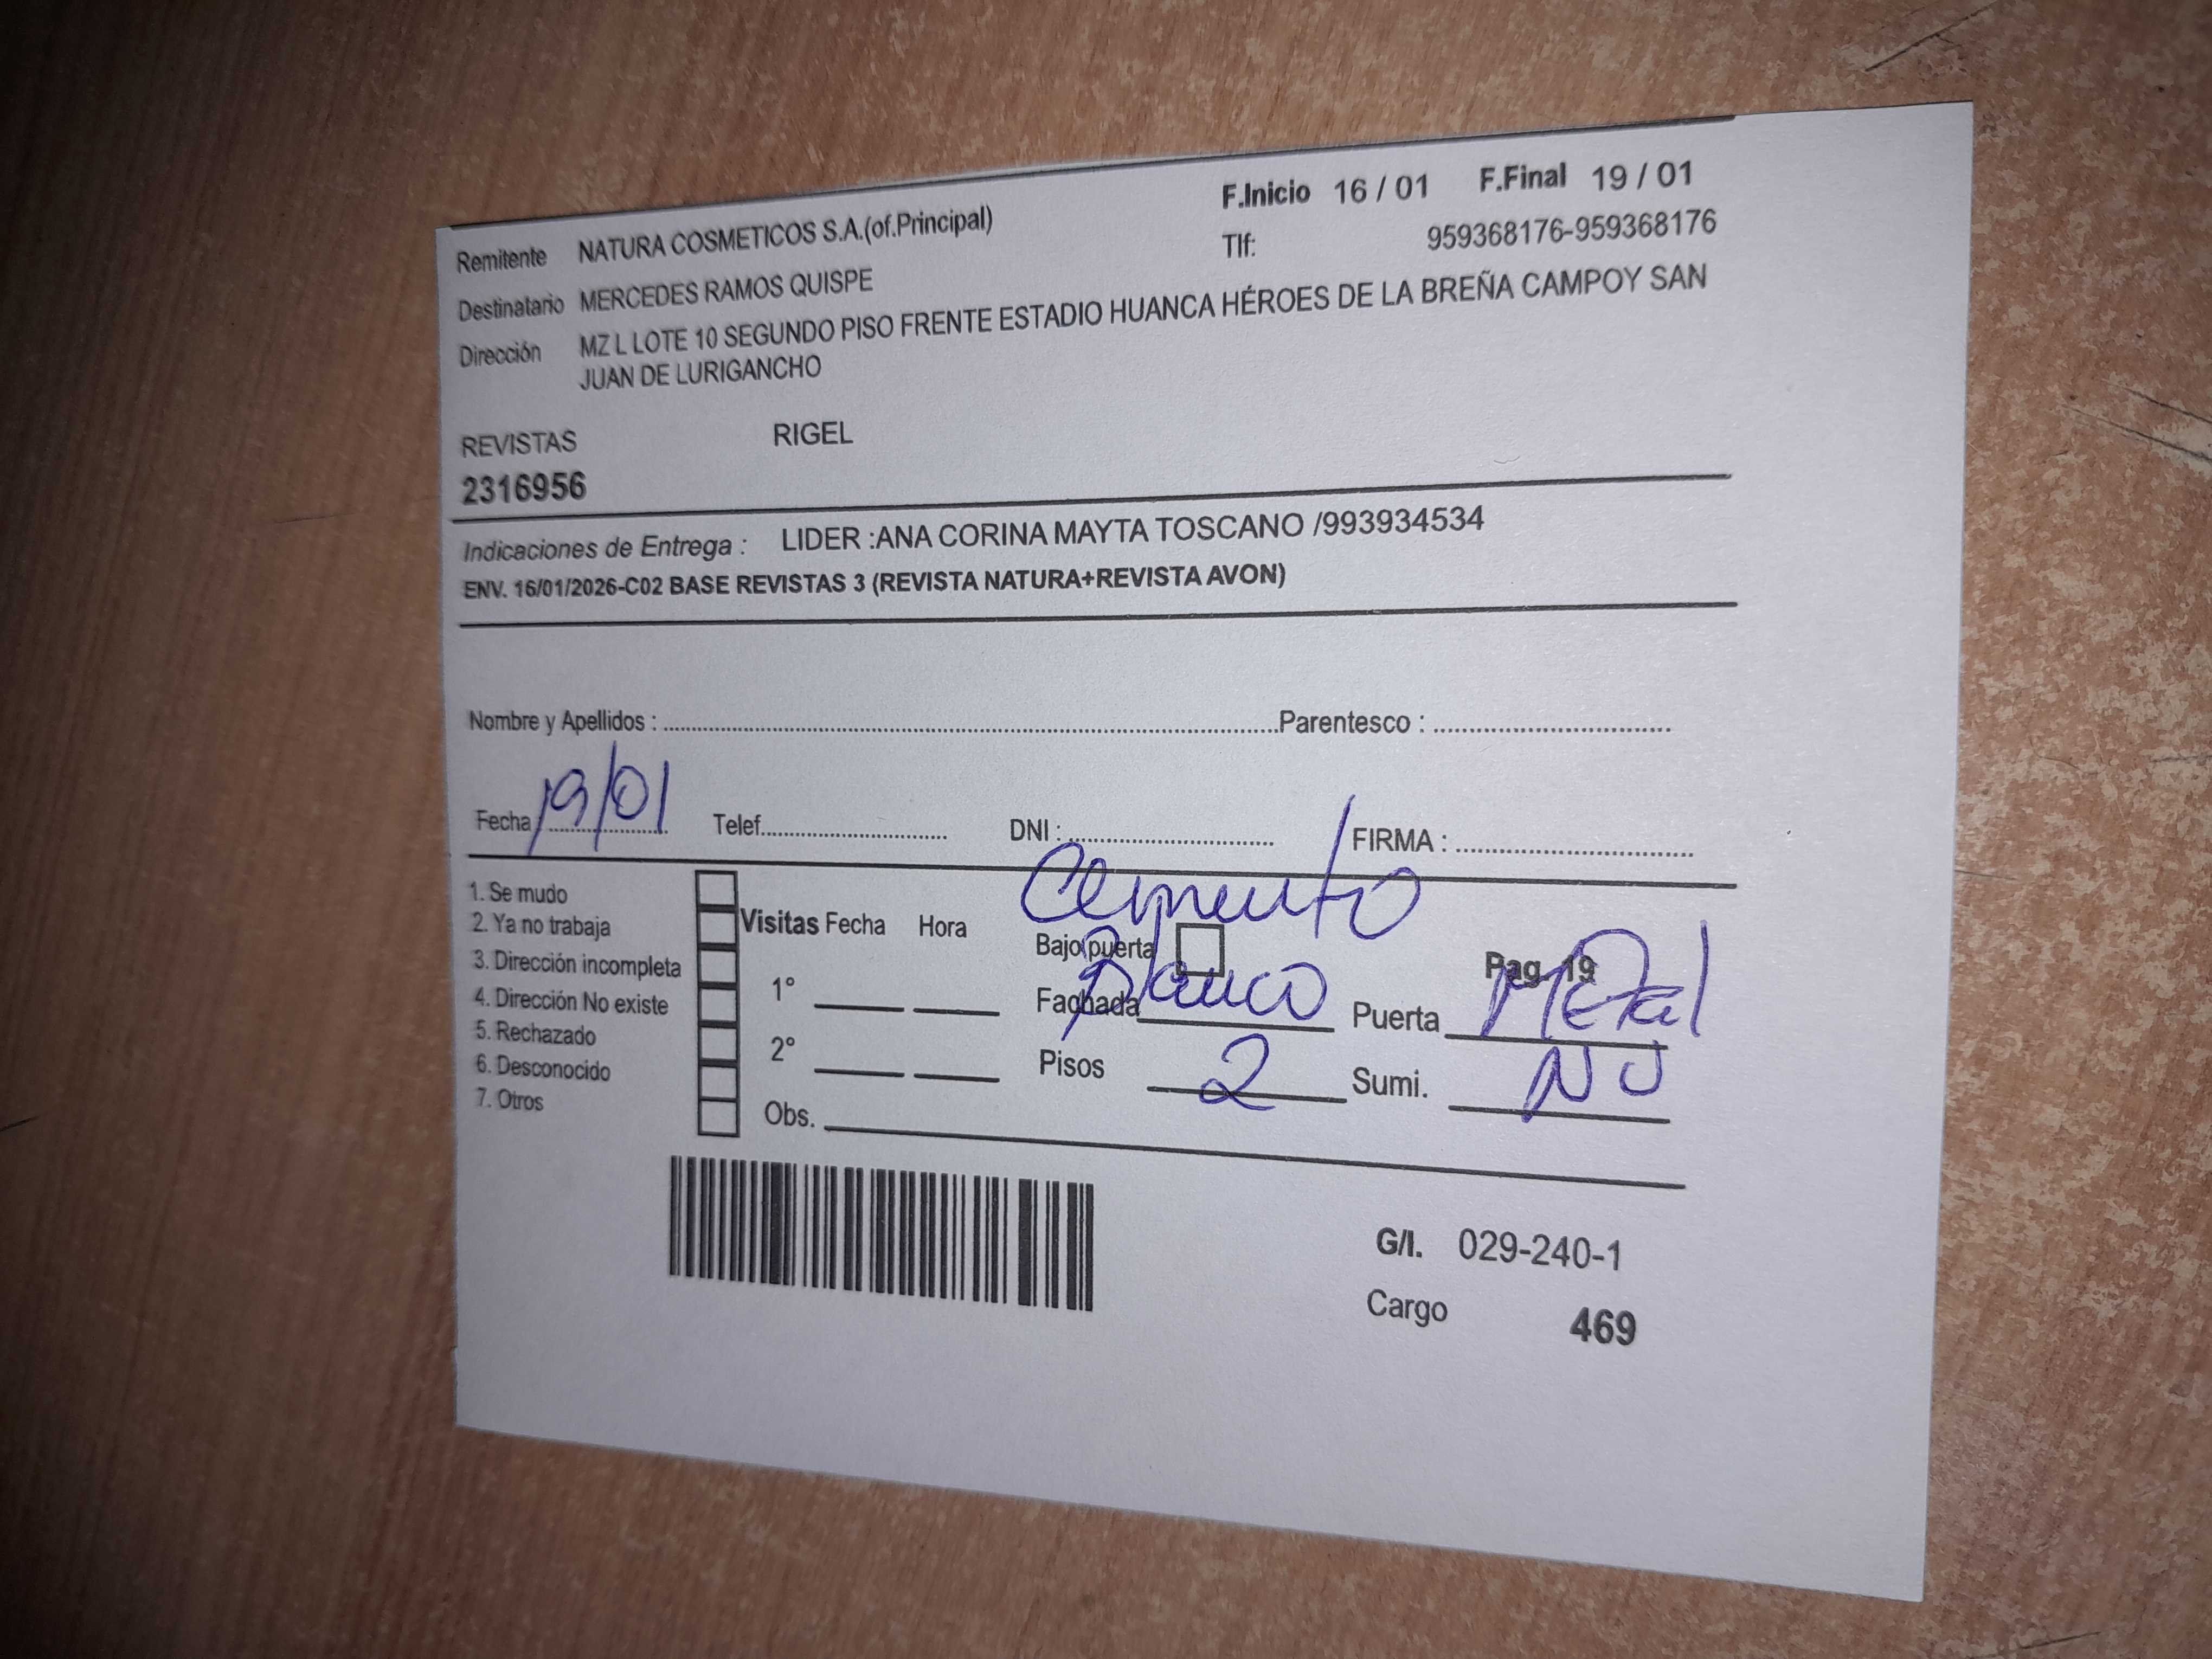 F.Inicio 16 / 01 F.Final 19 / 01
Remitente NATURA COSMETICOS S.A.(of.Principal) Tlf: 959368176-959368176
Destinatario MERCEDES RAMOS QUISPE
Dirección MZ L LOTE 10 SEGUNDO PISO FRENTE ESTADIO HUANCA HÉROES DE LA BREÑA CAMPOY SAN
JUAN DE LURIGANCHO
REVISTAS RIGEL
2316956
Indicaciones de Entrega : LIDER :ANA CORINA MAYTA TOSCANO /993934534
ENV. 16/01/2026-C02 BASE REVISTAS 3 (REVISTA NATURA+REVISTA AVON)
Nombre y Apellidos : Parentesco :
Fecha 19/01 Telef. DNI : FIRMA :
1. Se mudo
2. Ya no trabaja
3. Dirección incompleta
4. Dirección No existe
5. Rechazado
6. Desconocido
7. Otros
Visitas Fecha Hora
1°
2°
Obs.
Cemento
Bajo puerta Pag. 19
Fachada Blanco Puerta Metal
Pisos 2 Sumi. NO
G/I. 029-240-1
Cargo 469